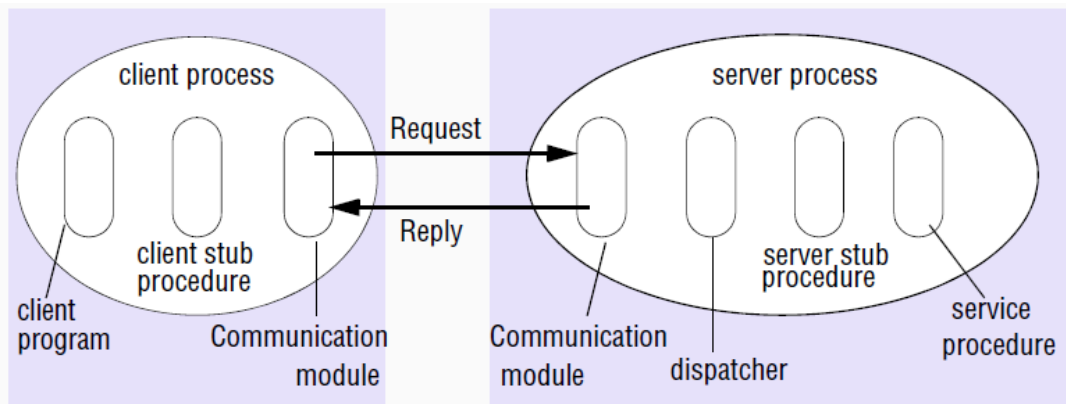 client process
server process
Request
Reply
client stub
procedure
server stub
procedure
client
program
Communication
module
Communication
module
dispatcher
service
procedure